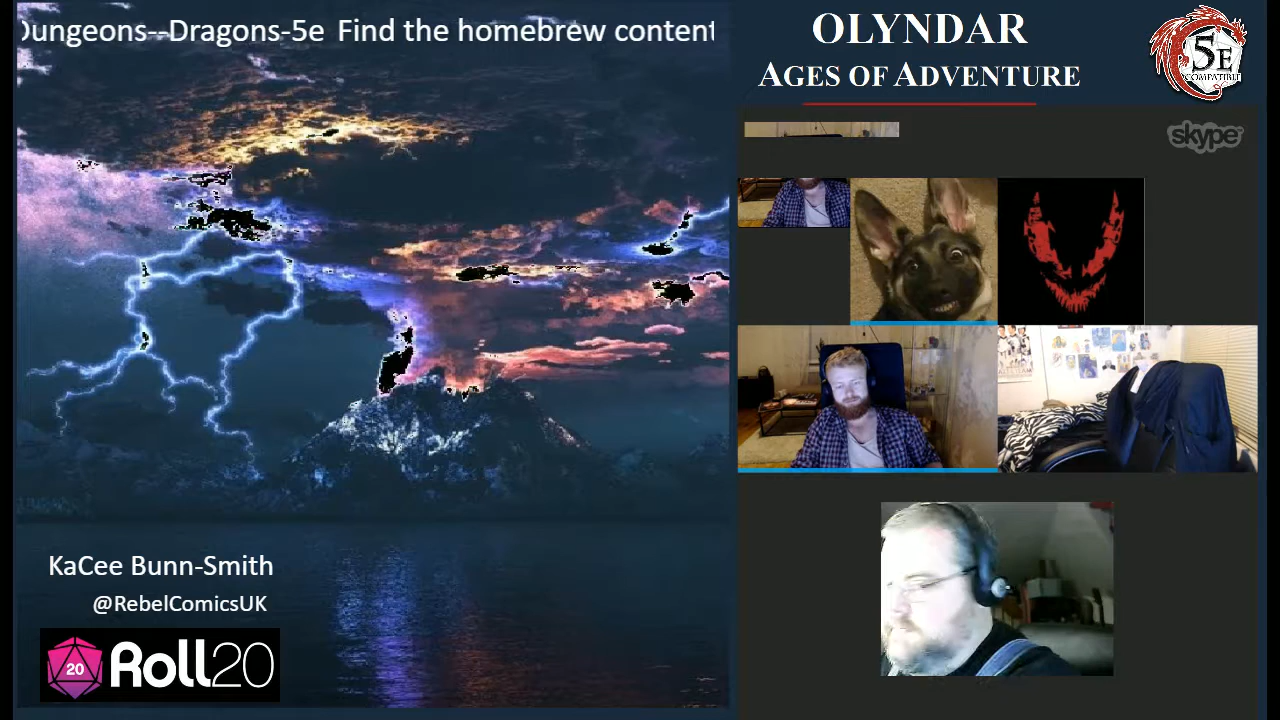 Dungeons--Dragons-5e Find the homebrew content
OLYNDAR
AGES OF ADVENTURE
5E
COMPATIBLE
skype
KaCee Bunn-Smith
@RebelComicsUK
20
Roll20